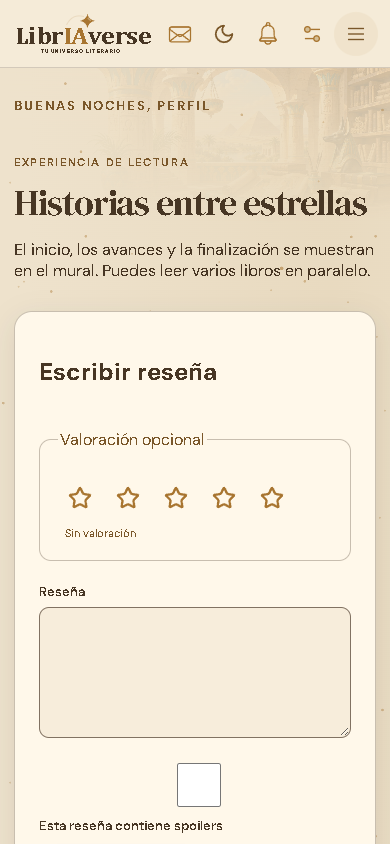 LibrIAverse
TU UNIVERSO LITERARIO
BUENAS NOCHES, PERFIL
EXPERIENCIA DE LECTURA
Historias entre estrellas
El inicio, los avances y la finalización se muestran
en el mural. Puedes leer varios libros en paralelo.
Escribir reseña
Valoración opcional
Sin valoración
Reseña
Esta reseña contiene spoilers